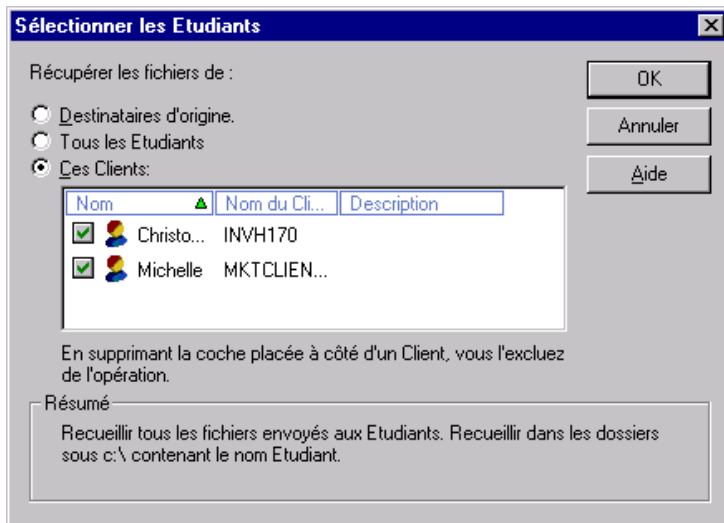 Sélectionner les Etudiants
Récupérer les fichiers de :
OK
Destinataires d'origine.
Annuler
Tous les Etudiants
Ces Clients:
Aide
Nom Nom du Cli... Description
Christo... INVH170
Michelle MKTCLIEN...
En supprimant la coche placée à côté d'un Client, vous l'excluez
de l'opération.
Résumé
Recueillir tous les fichiers envoyés aux Etudiants. Recueillir dans les dossiers
sous c:\ contenant le nom Etudiant.